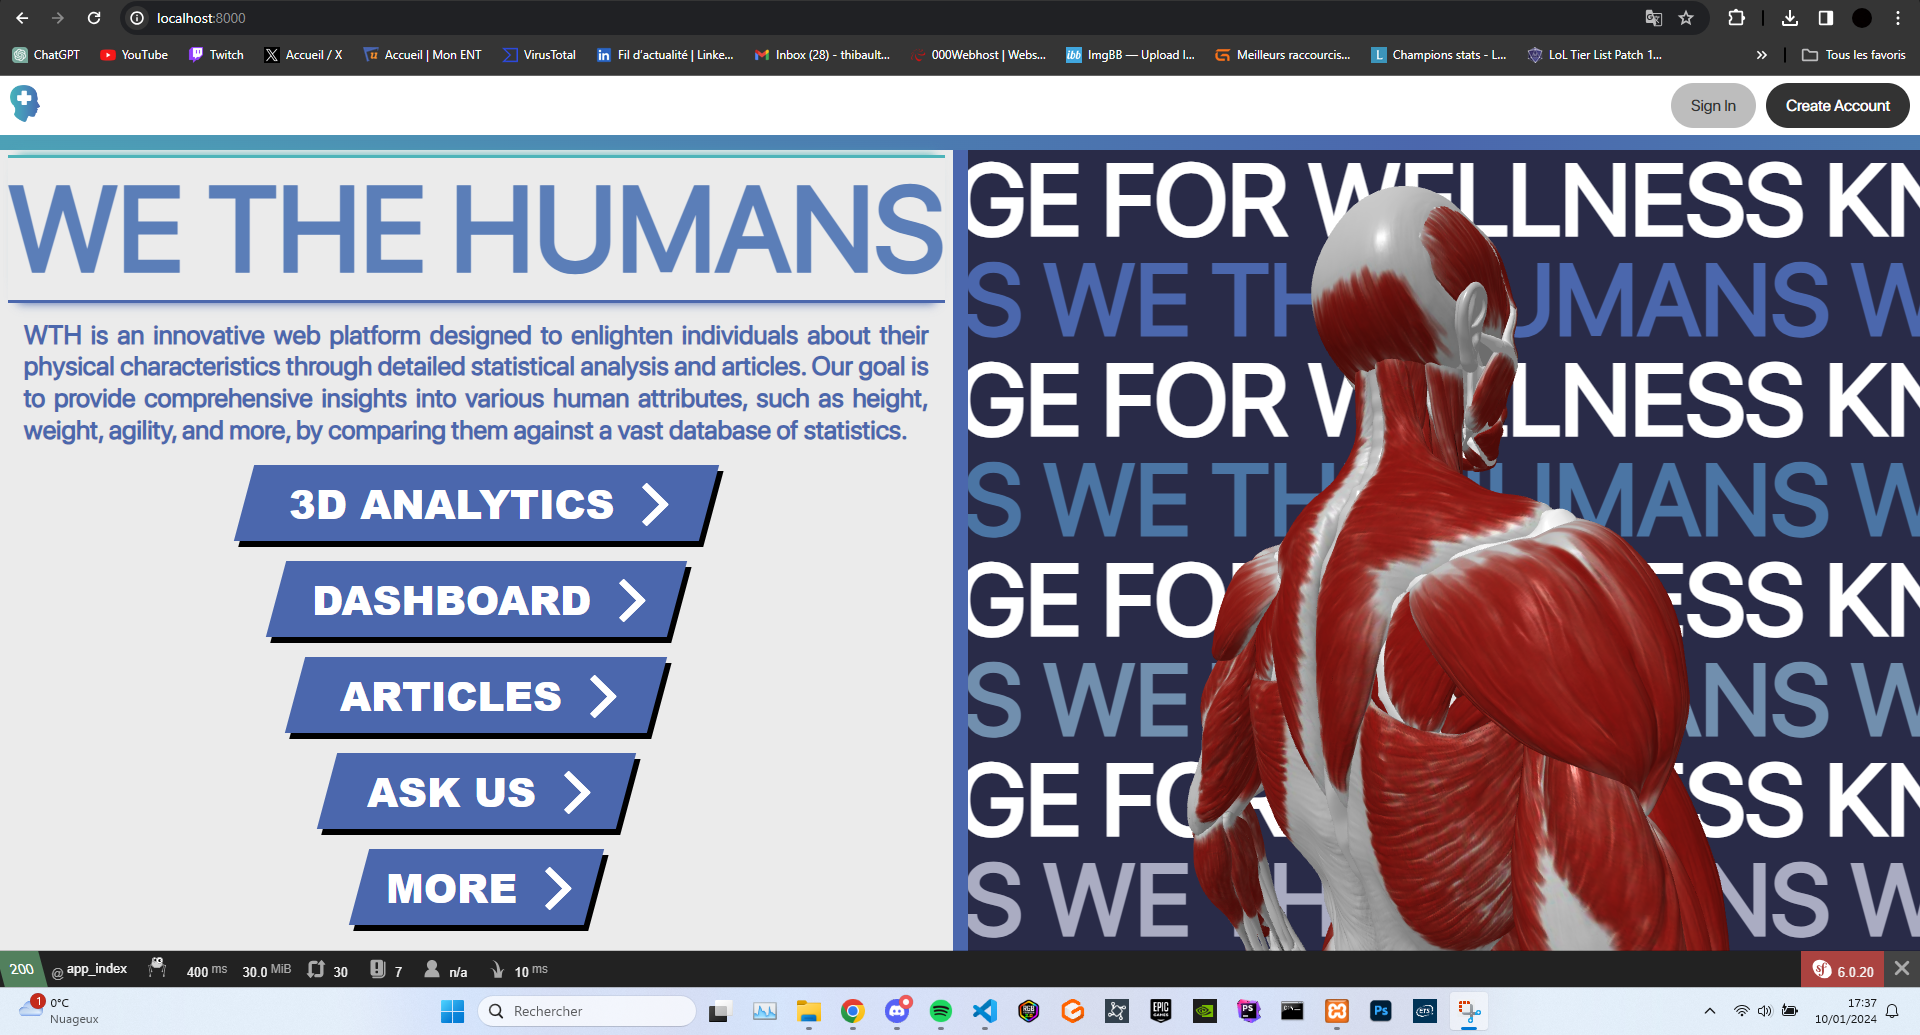 localhost:8000
ChatGPT
YouTube
Twitch
Accueil / X
Accueil | Mon ENT
VirusTotal
Fil d'actualité | Linke...
Inbox (28) - thibault...
000Webhost | Webs...
ImgBB — Upload I...
Meilleurs raccourcis...
Champions stats - L...
LoL Tier List Patch 1...
Tous les favoris
Sign In
Create Account
WE THE HUMANS
WTH is an innovative web platform designed to enlighten individuals about their
physical characteristics through detailed statistical analysis and articles. Our goal is
to provide comprehensive insights into various human attributes, such as height,
weight, agility, and more, by comparing them against a vast database of statistics.
3D ANALYTICS
DASHBOARD
ARTICLES
ASK US
MORE
GE FOR WELLNESS KN
S WE THE HUMANS W
GE FOR WELLNESS KN
S WE TH HUMANS W
GE FO ESS KN
S WE ANS W
GE FOR SS KN
S WE TH NS W
200 @ app_index 400 ms 30.0 MiB 30 7 n/a 10 ms
6.0.20
1
0°C
Nuageux
Rechercher
17:37
10/01/2024